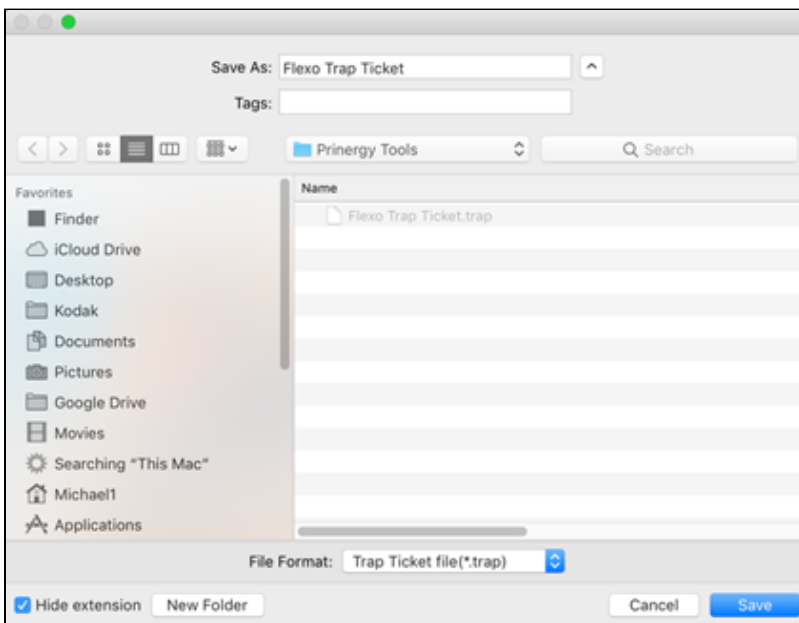 Save As: Flexo Trap Ticket
Tags:
Prinergy Tools
Search
Favorites
Finder
iCloud Drive
Desktop
Kodak
Documents
Pictures
Google Drive
Movies
Searching "This Mac"
Michael1
Applications
Name
Flexo Trap Ticket.trap
File Format: Trap Ticket file(*.trap)
Hide extension New Folder Cancel Save